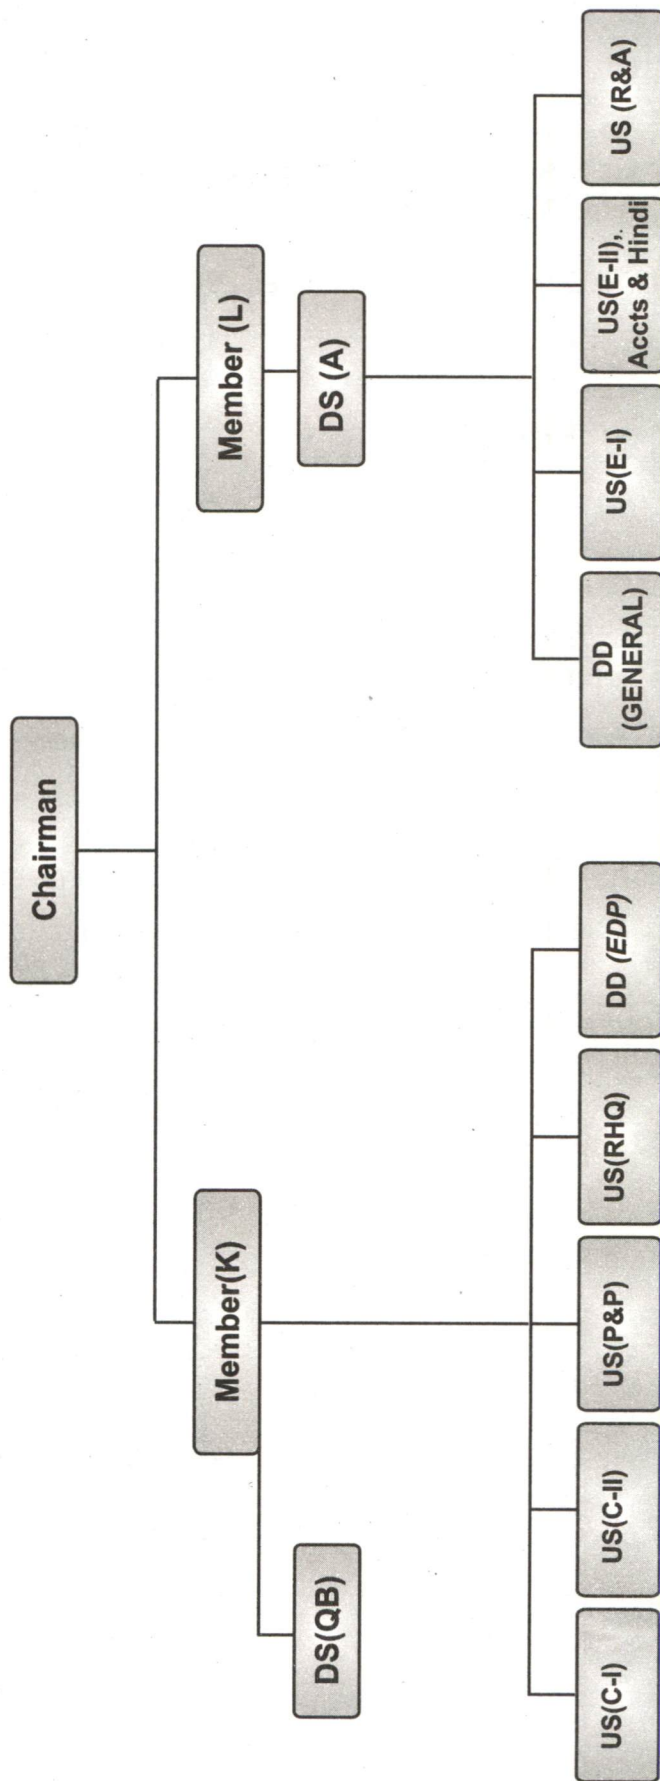 Chairman
Member(K)
Member (L)
DS(QB)
DS (A)
US(C-I)
US(C-II)
US(P&P)
US(RHQ)
DD (EDP)
DD
(GENERAL)
US(E-I)
US(E-II),
Accts & Hindi
US (R&A)